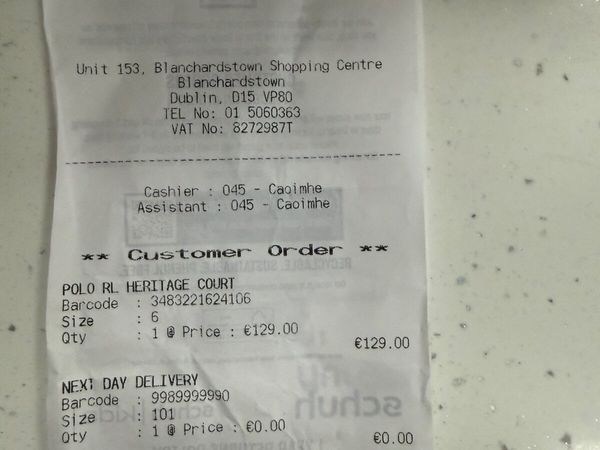 Unit 153, Blanchardstown Shopping Centre
Blanchardstown
Dublin, D15 VP80
TEL No: 01 5060363
VAT No: 8272987T
Cashier : 045 - Caoimhe
Assistant : 045 - Caoimhe
** Customer Order **
POLO RL HERITAGE COURT
Barcode : 3483221624106
Size : 6
Qty : 1 @ Price : €129.00
€129.00
NEXT DAY DELIVERY
Barcode : 9989999990
Size : 101
Qty : 1 @ Price : €0.00
€0.00